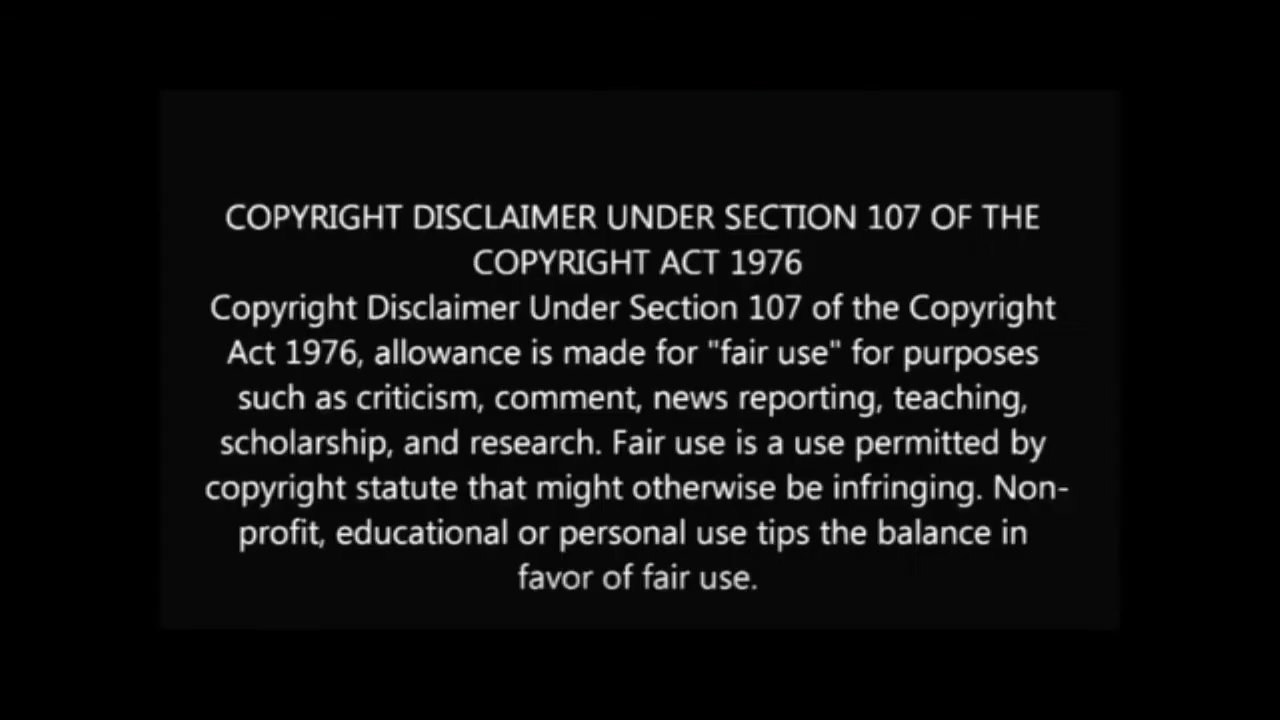 COPYRIGHT DISCLAIMER UNDER SECTION 107 OF THE
COPYRIGHT ACT 1976
Copyright Disclaimer Under Section 107 of the Copyright
Act 1976, allowance is made for "fair use" for purposes
such as criticism, comment, news reporting, teaching,
scholarship, and research. Fair use is a use permitted by
copyright statute that might otherwise be infringing. Non-
profit, educational or personal use tips the balance in
favor of fair use.